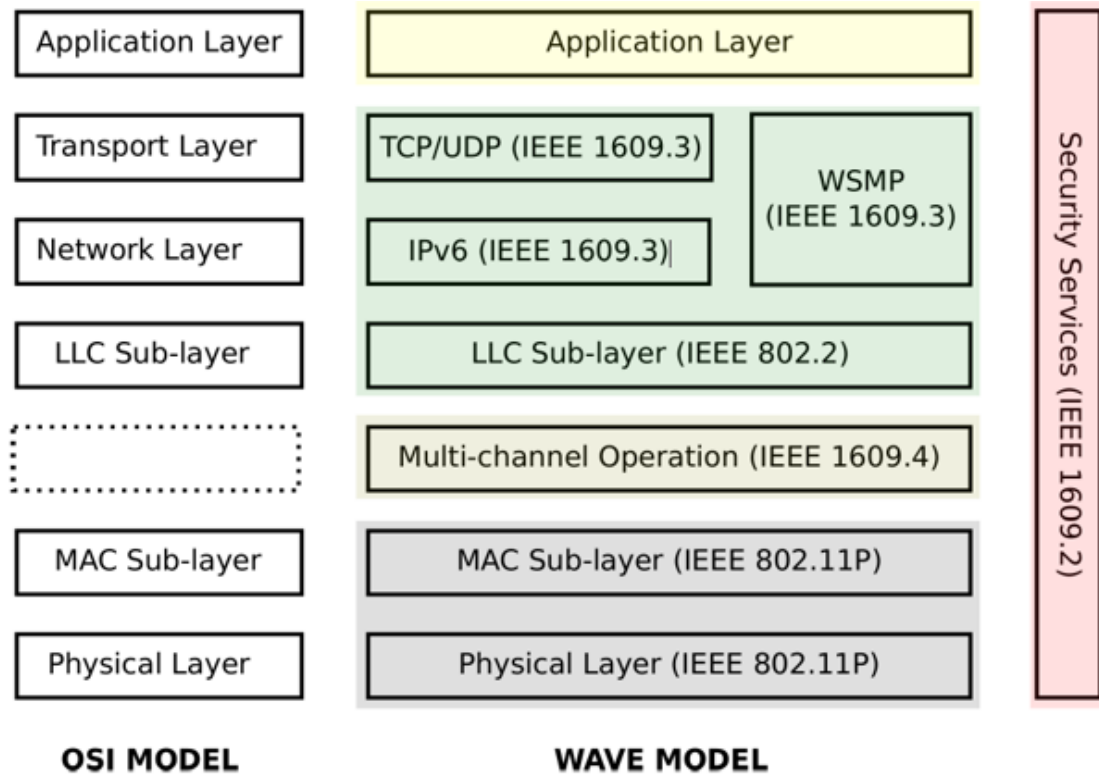 Application Layer
Application Layer
Transport Layer
TCP/UDP (IEEE 1609.3)
WSMP
(IEEE 1609.3)
Network Layer
IPv6 (IEEE 1609.3)
LLC Sub-layer
LLC Sub-layer (IEEE 802.2)
Multi-channel Operation (IEEE 1609.4)
MAC Sub-layer
MAC Sub-layer (IEEE 802.11P)
Physical Layer
Physical Layer (IEEE 802.11P)
Security Services (IEEE 1609.2)
OSI MODEL
WAVE MODEL